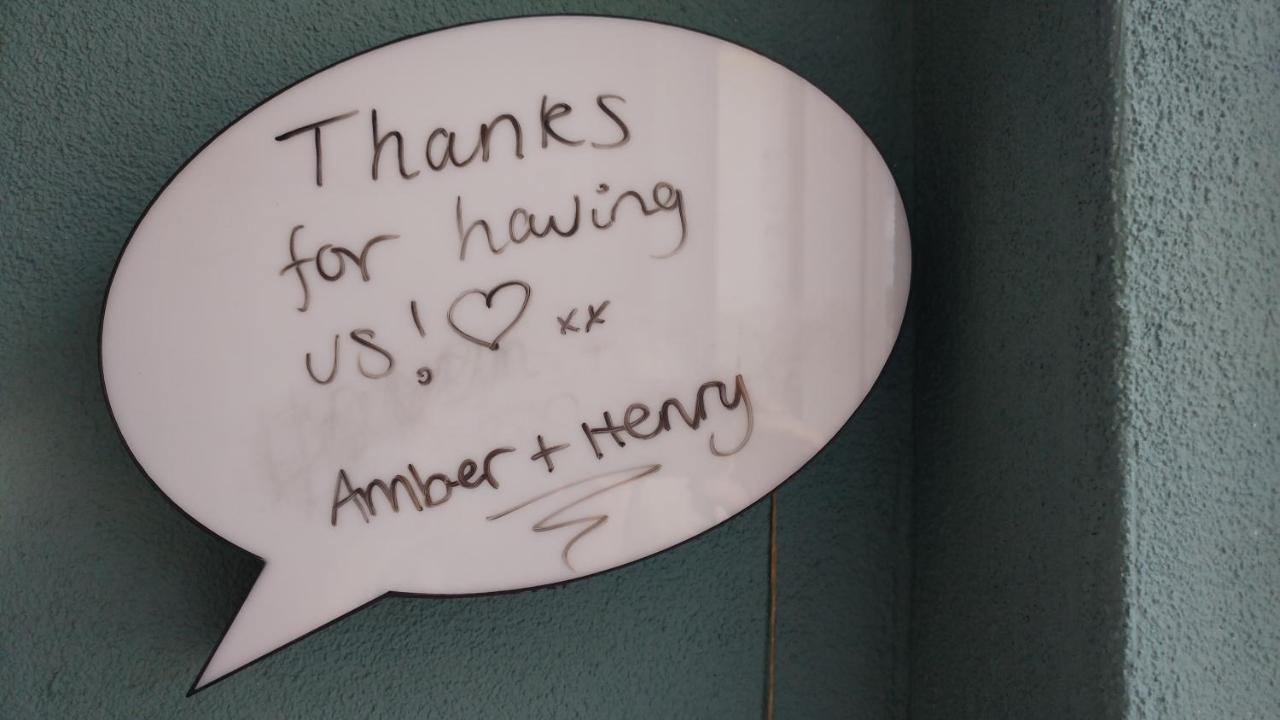 Thanks
for having
us! ♡ xx
Amber + Henry